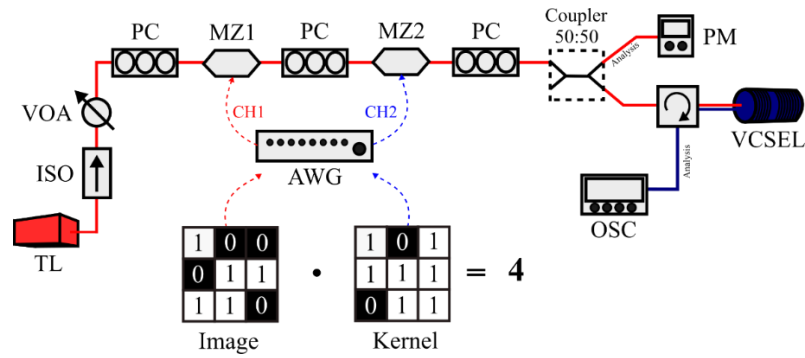 Coupler
50:50
PC
MZ1
PC
MZ2
PC
PM
Analysis
VOA
CH1
CH2
VCSEL
ISO
AWG
Analysis
OSC
TL
1 0 0
0 1 1
1 1 0
Image
·
1 0 1
1 1 1
0 1 1
Kernel
= 4